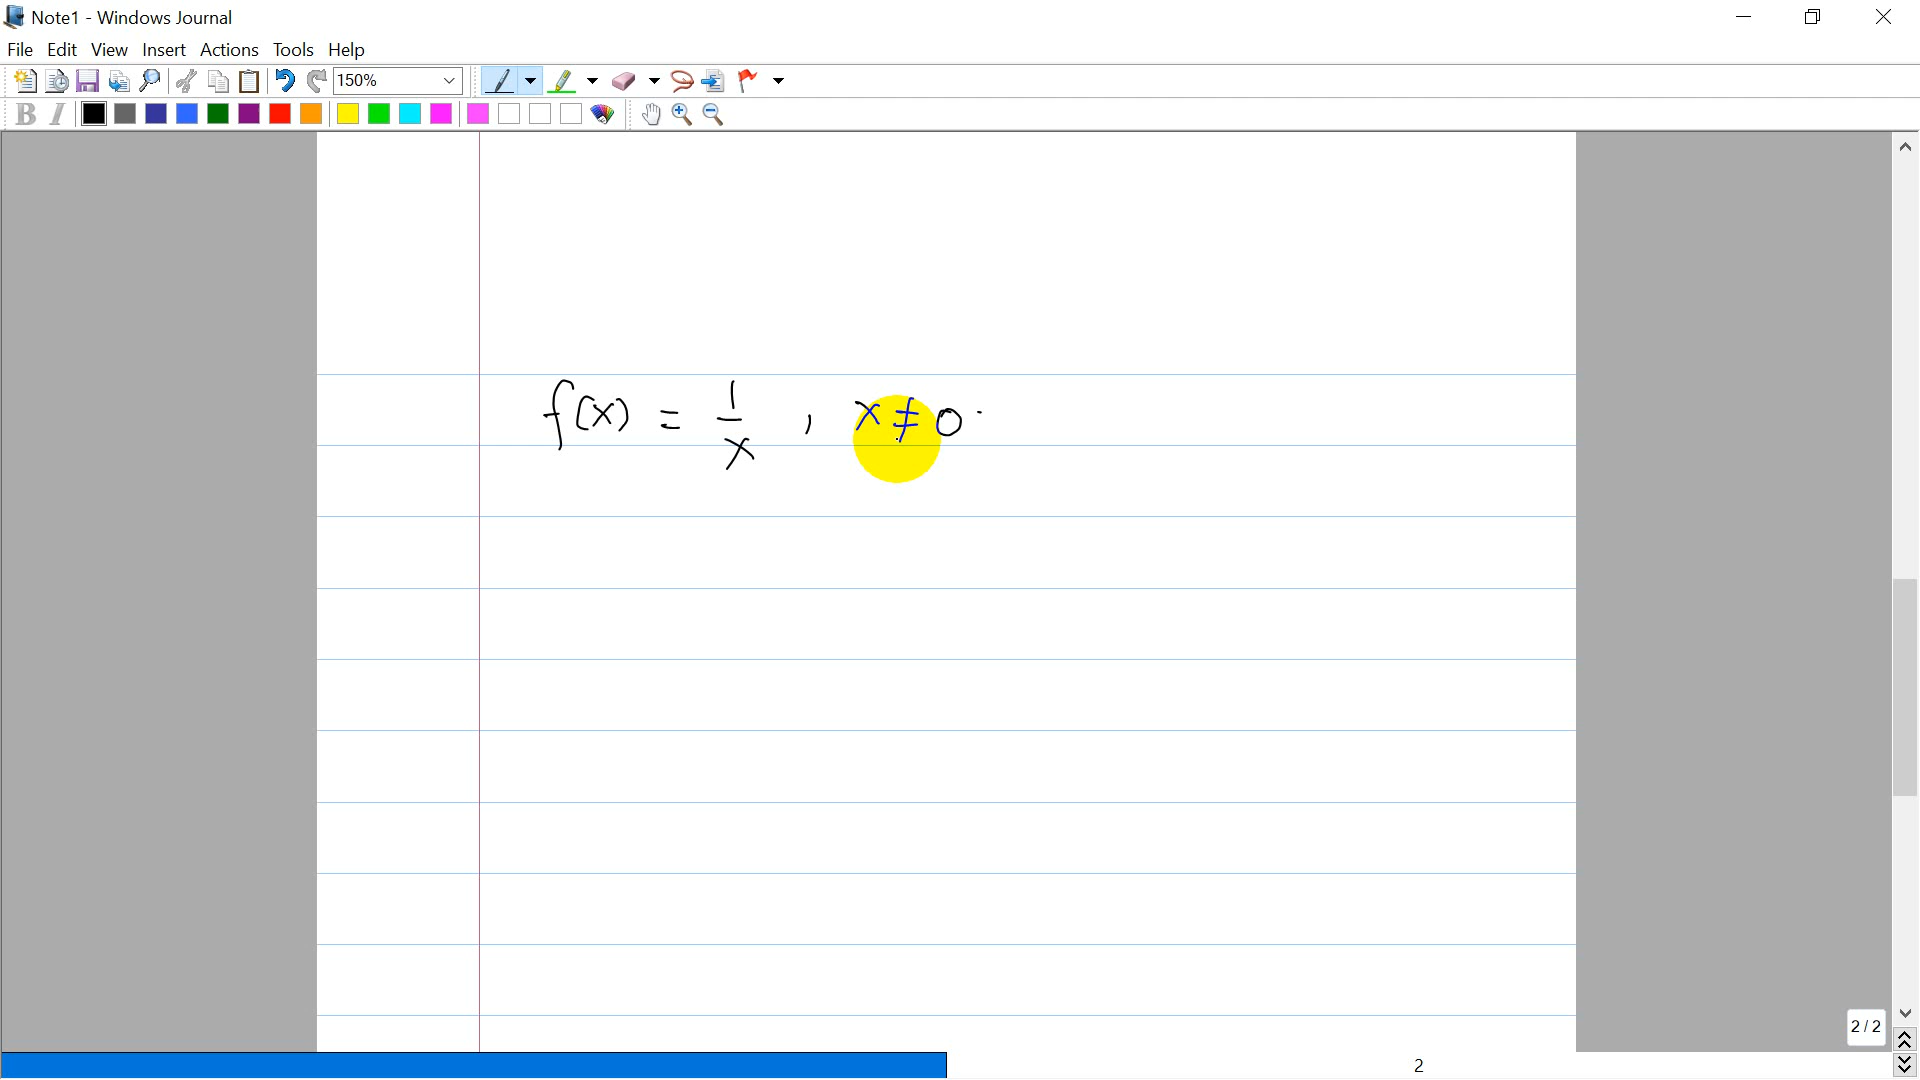 Note1 - Windows Journal
File Edit View Insert Actions Tools Help
150%
B I
f(x) = 1/x , x ≠ 0
2 / 2
2